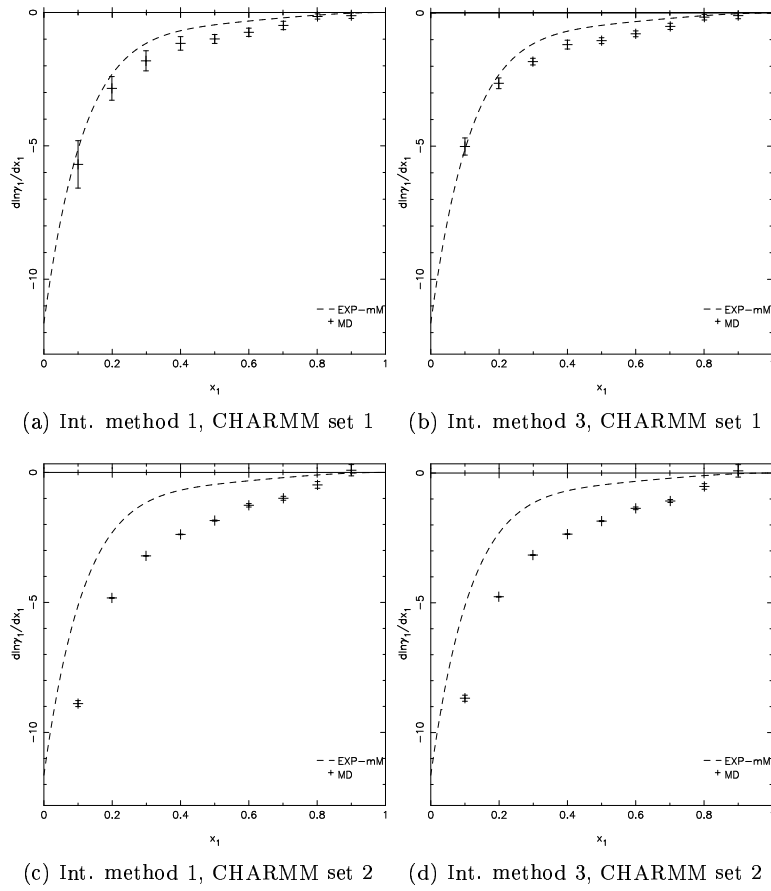 0
−5
−10
dlnγ₁/dx₁
0 0.2 0.4 0.6 0.8 1
x₁
EXP−mM
MD
(a) Int. method 1, CHARMM set 1
0
−5
−10
dlnγ₁/dx₁
0 0.2 0.4 0.6 0.8
x₁
EXP−mM
MD
(b) Int. method 3, CHARMM set 1
0
−5
−10
dlnγ₁/dx₁
0 0.2 0.4 0.6 0.8 1
x₁
EXP−mM
MD
(c) Int. method 1, CHARMM set 2
0
−5
−10
dlnγ₁/dx₁
0 0.2 0.4 0.6 0.8
x₁
EXP−mM
MD
(d) Int. method 3, CHARMM set 2